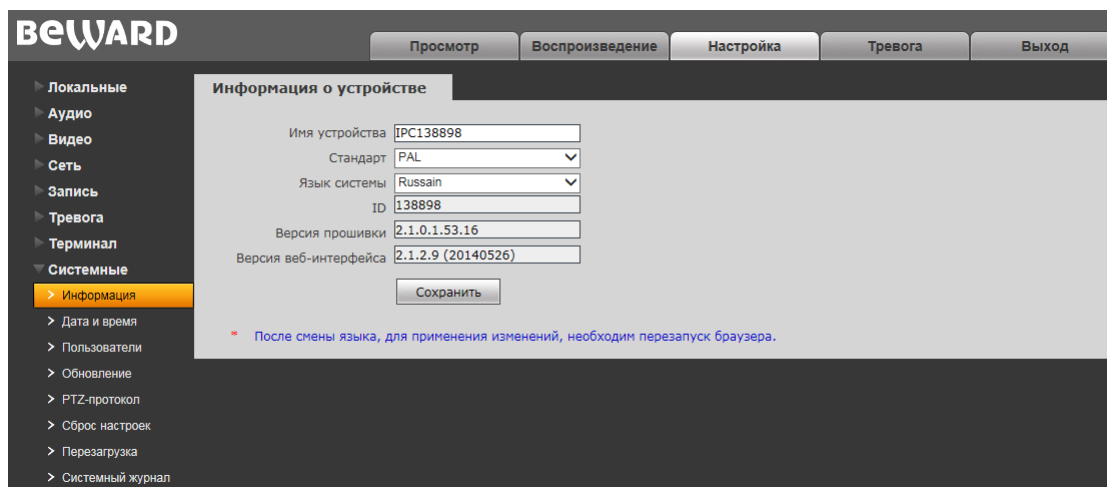 BEWARD
Просмотр Воспроизведение Настройка Тревога Выход
Локальные
Аудио
Видео
Сеть
Запись
Тревога
Терминал
Системные
Информация
Дата и время
Пользователи
Обновление
PTZ-протокол
Сброс настроек
Перезагрузка
Системный журнал
Информация о устройстве
Имя устройства IPC138898
Стандарт PAL
Язык системы Russain
ID 138898
Версия прошивки 2.1.0.1.53.16
Версия веб-интерфейса 2.1.2.9 (20140526)
Сохранить
* После смены языка, для применения изменений, необходим перезапуск браузера.